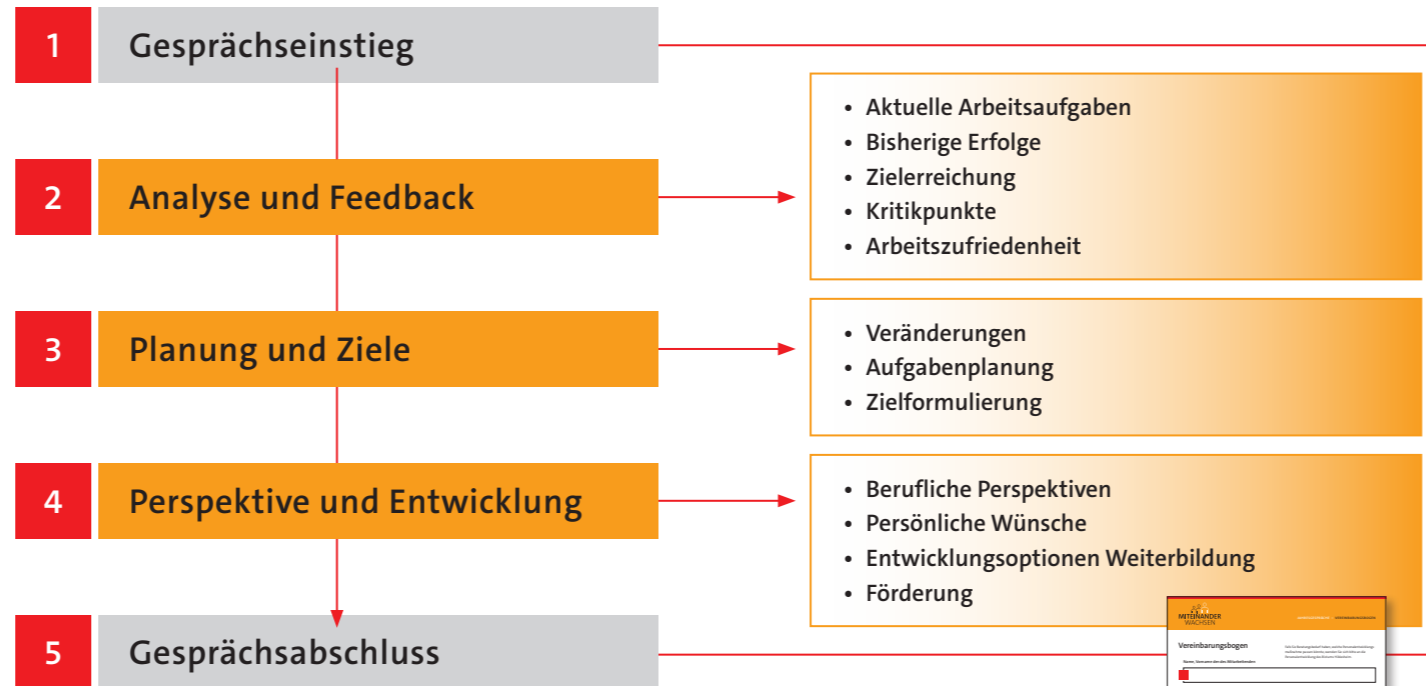 1 Gesprächseinstieg
2 Analyse und Feedback
• Aktuelle Arbeitsaufgaben
• Bisherige Erfolge
• Zielerreichung
• Kritikpunkte
• Arbeitszufriedenheit
3 Planung und Ziele
• Veränderungen
• Aufgabenplanung
• Zielformulierung
4 Perspektive und Entwicklung
• Berufliche Perspektiven
• Persönliche Wünsche
• Entwicklungsoptionen Weiterbildung
• Förderung
5 Gesprächsabschluss
MITEINANDER
WACHSEN
Vereinbarungsbogen